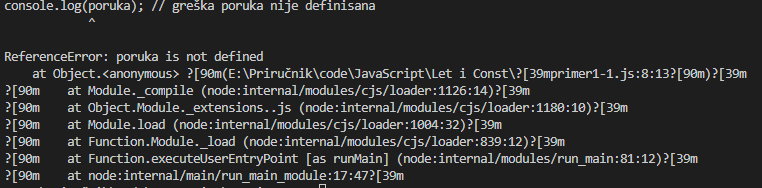 console.log(poruka); // greška poruka nije definisana
^
ReferenceError: poruka is not defined
at Object.<anonymous> ?[90m(E:\Priručnik\code\JavaScript\Let i Const\?[39mprimer1-1.js:8:13?[90m)?[39m
?[90m    at Module._compile (node:internal/modules/cjs/loader:1126:14)?[39m
?[90m    at Object.Module._extensions..js (node:internal/modules/cjs/loader:1180:10)?[39m
?[90m    at Module.load (node:internal/modules/cjs/loader:1004:32)?[39m
?[90m    at Function.Module._load (node:internal/modules/cjs/loader:839:12)?[39m
?[90m    at Function.executeUserEntryPoint [as runMain] (node:internal/modules/run_main:81:12)?[39m
?[90m    at node:internal/main/run_main_module:17:47?[39m